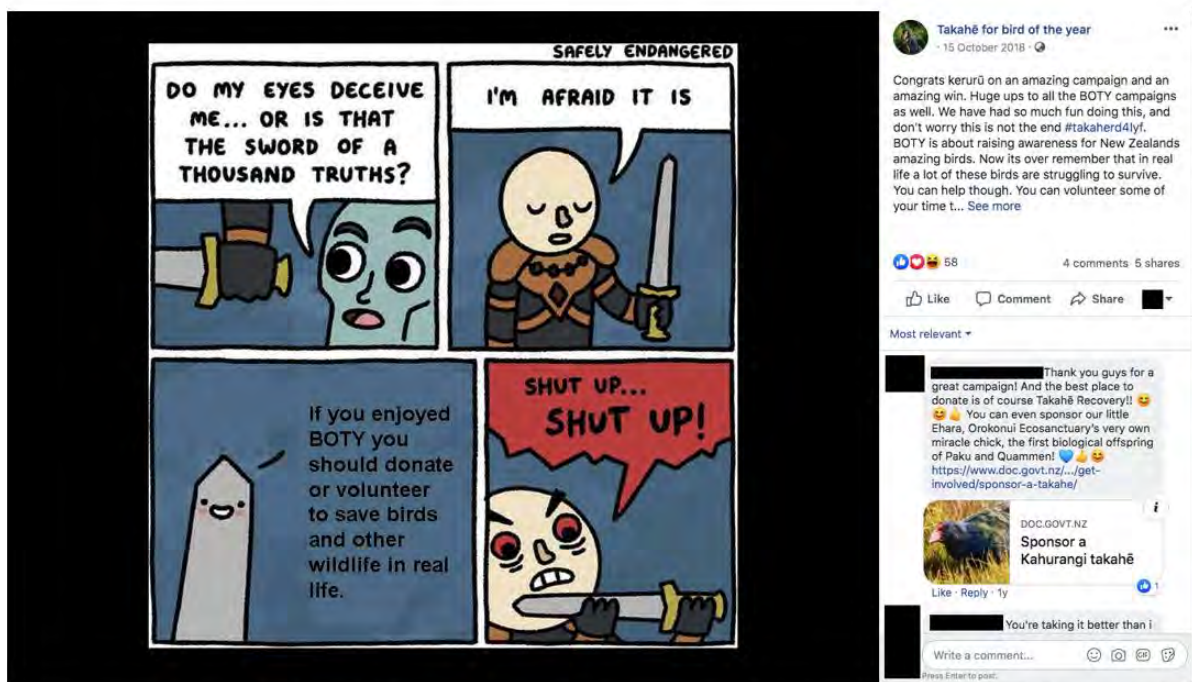 SAFELY ENDANGERED
DO MY EYES DECEIVE
ME... OR IS THAT
THE SWORD OF A
THOUSAND TRUTHS?
I'M AFRAID IT IS
If you enjoyed
BOTY you
should donate
or volunteer
to save birds
and other
wildlife in real
life.
SHUT UP...
SHUT UP!
Takahē for bird of the year
· 15 October 2018 ·
Congrats kerurū on an amazing campaign and an
amazing win. Huge ups to all the BOTY campaigns
as well. We have had so much fun doing this, and
don't worry this is not the end #takaherd4lyf.
BOTY is about raising awareness for New Zealands
amazing birds. Now its over remember that in real
life a lot of these birds are struggling to survive.
You can help though. You can volunteer some of
your time t... See more
58
4 comments 5 shares
Like Comment Share
Most relevant
Thank you guys for a
great campaign! And the best place to
donate is of course Takahē Recovery!! 😊
😊👍 You can even sponsor our little
Ehara, Orokonui Ecosanctuary's very own
miracle chick, the first biological offspring
of Paku and Quammen! 💙👍😊
https://www.doc.govt.nz/.../get-
involved/sponsor-a-takahe/
i
DOC.GOVT.NZ
Sponsor a
Kahurangi takahē
Like · Reply · 1y
1
You're taking it better than i
Write a comment...
GIF
Press Enter to post.